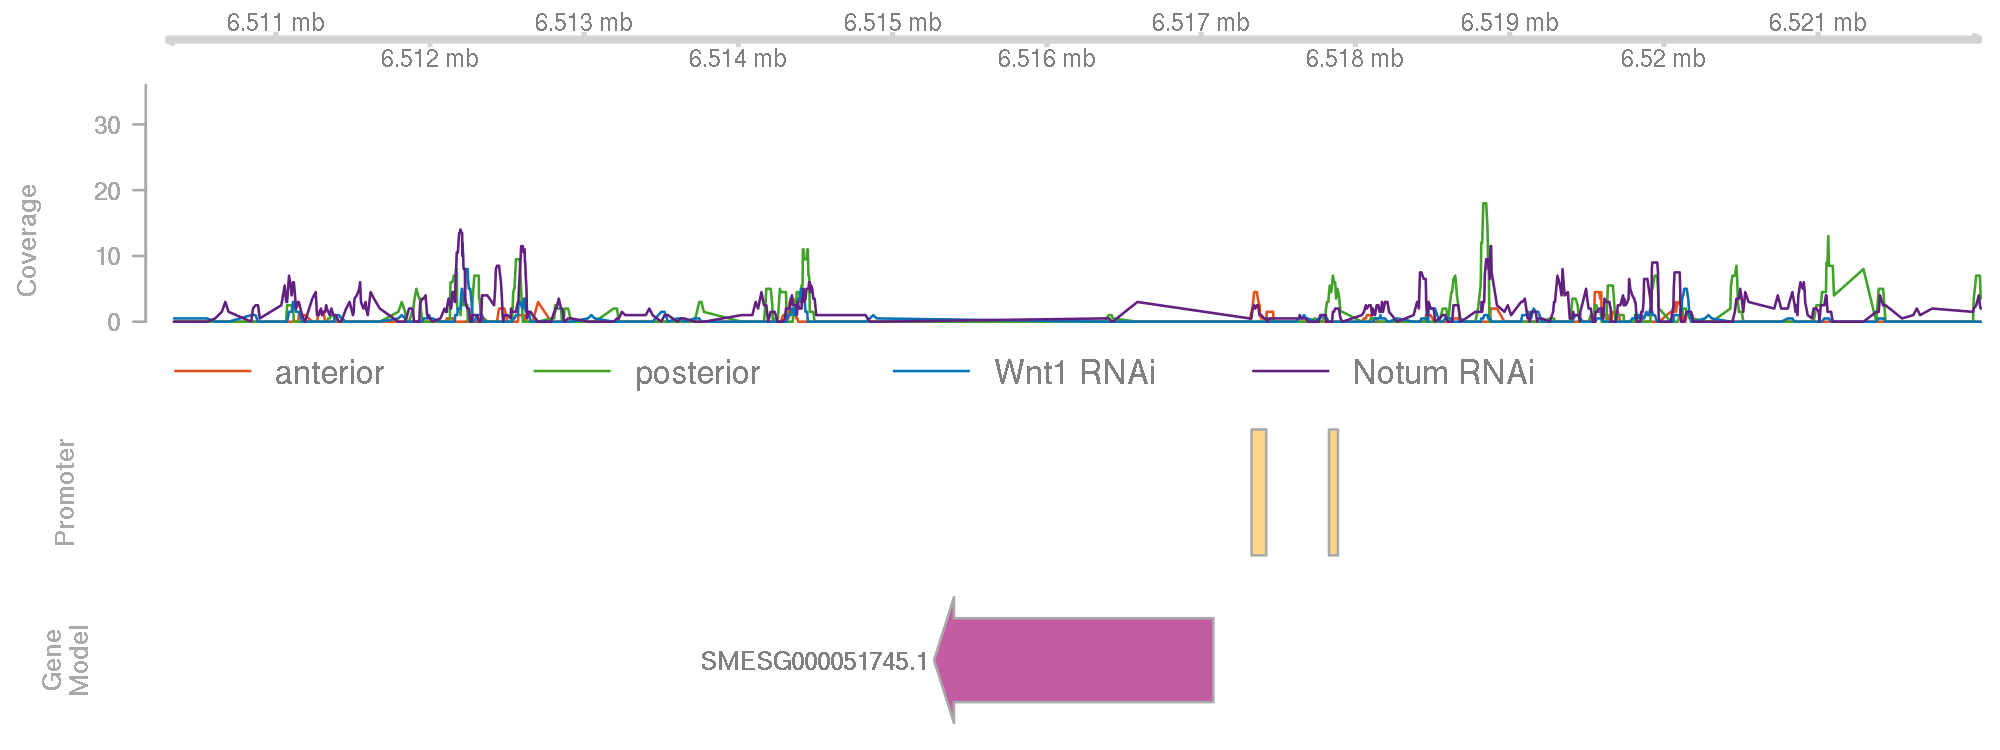 6.511 mb 6.513 mb 6.515 mb 6.517 mb 6.519 mb 6.521 mb
6.512 mb 6.514 mb 6.516 mb 6.518 mb 6.52 mb
Coverage
30
20
10
0
anterior posterior Wnt1 RNAi Notum RNAi
Promoter
Gene
Model
SMESG000051745.1